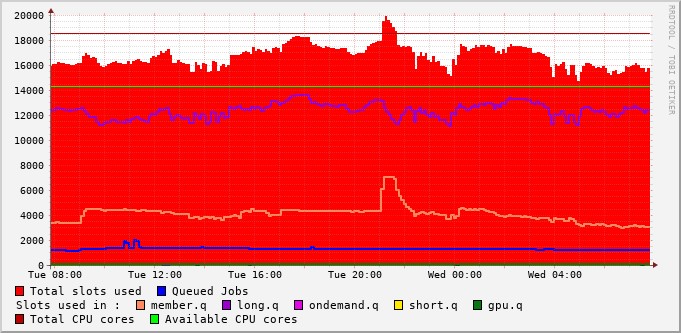 RRDTOOL / TOBI OETIKER
20000
18000
16000
14000
12000
10000
8000
6000
4000
2000
0
Tue 08:00 Tue 12:00 Tue 16:00 Tue 20:00 Wed 00:00 Wed 04:00
Total slots used Queued Jobs
Slots used in : member.q long.q ondemand.q short.q gpu.q
Total CPU cores Available CPU cores